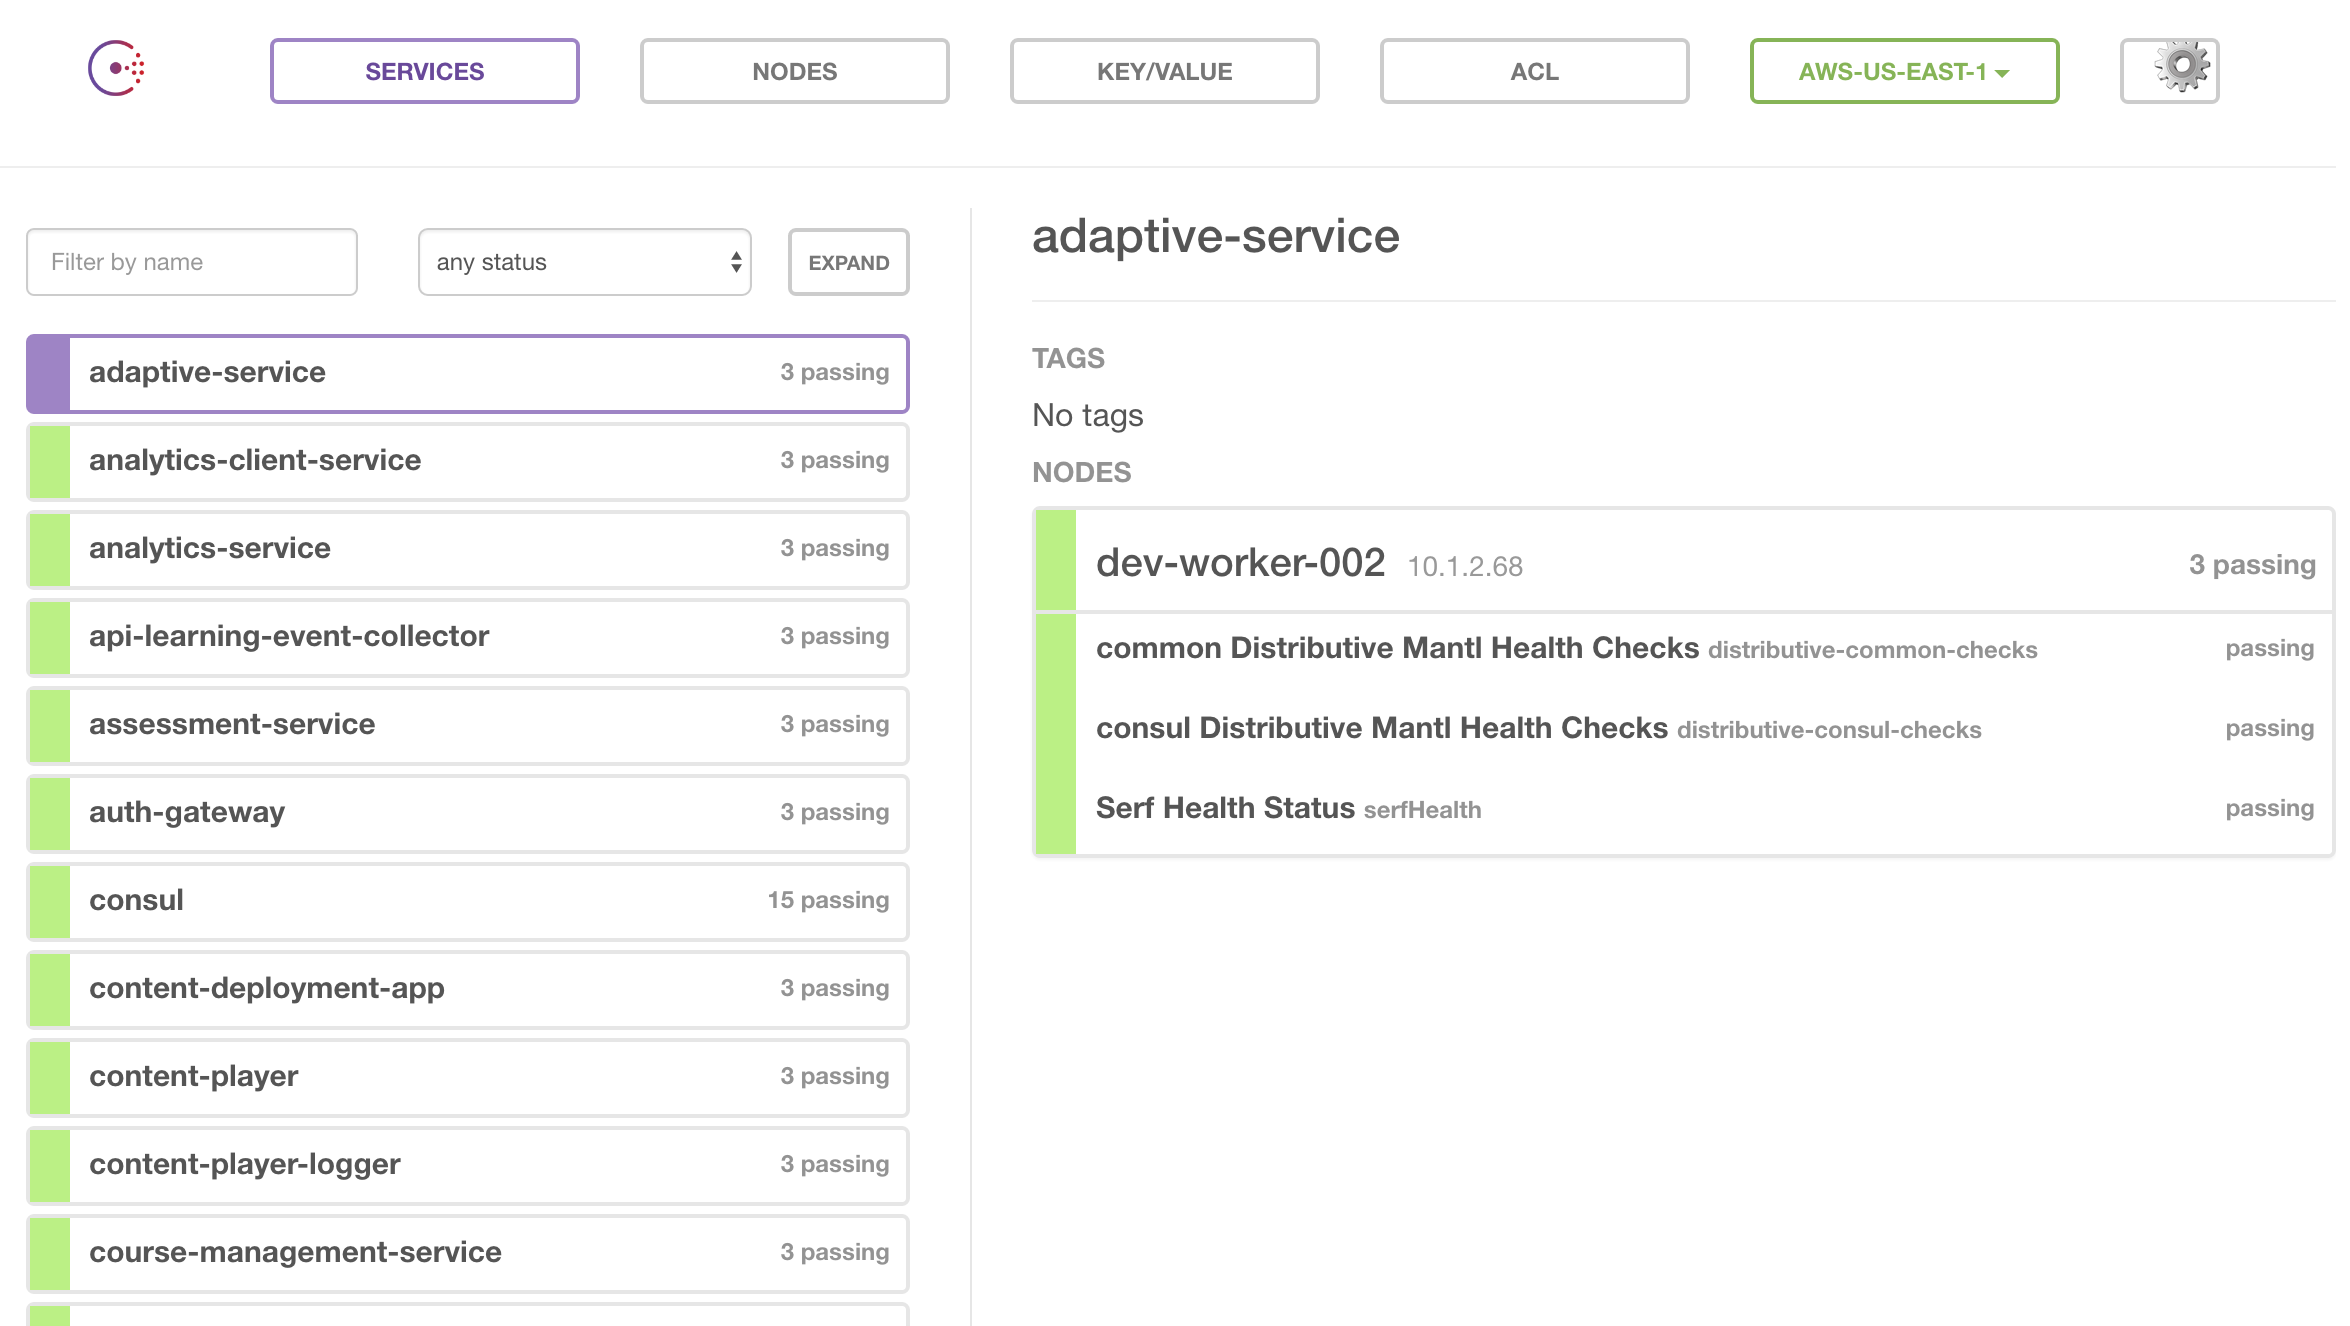 SERVICES NODES KEY/VALUE ACL AWS-US-EAST-1
Filter by name any status EXPAND
adaptive-service 3 passing
analytics-client-service 3 passing
analytics-service 3 passing
api-learning-event-collector 3 passing
assessment-service 3 passing
auth-gateway 3 passing
consul 15 passing
content-deployment-app 3 passing
content-player 3 passing
content-player-logger 3 passing
course-management-service 3 passing
adaptive-service
TAGS
No tags
NODES
dev-worker-002 10.1.2.68 3 passing
common Distributive Mantl Health Checks distributive-common-checks passing
consul Distributive Mantl Health Checks distributive-consul-checks passing
Serf Health Status serfHealth passing